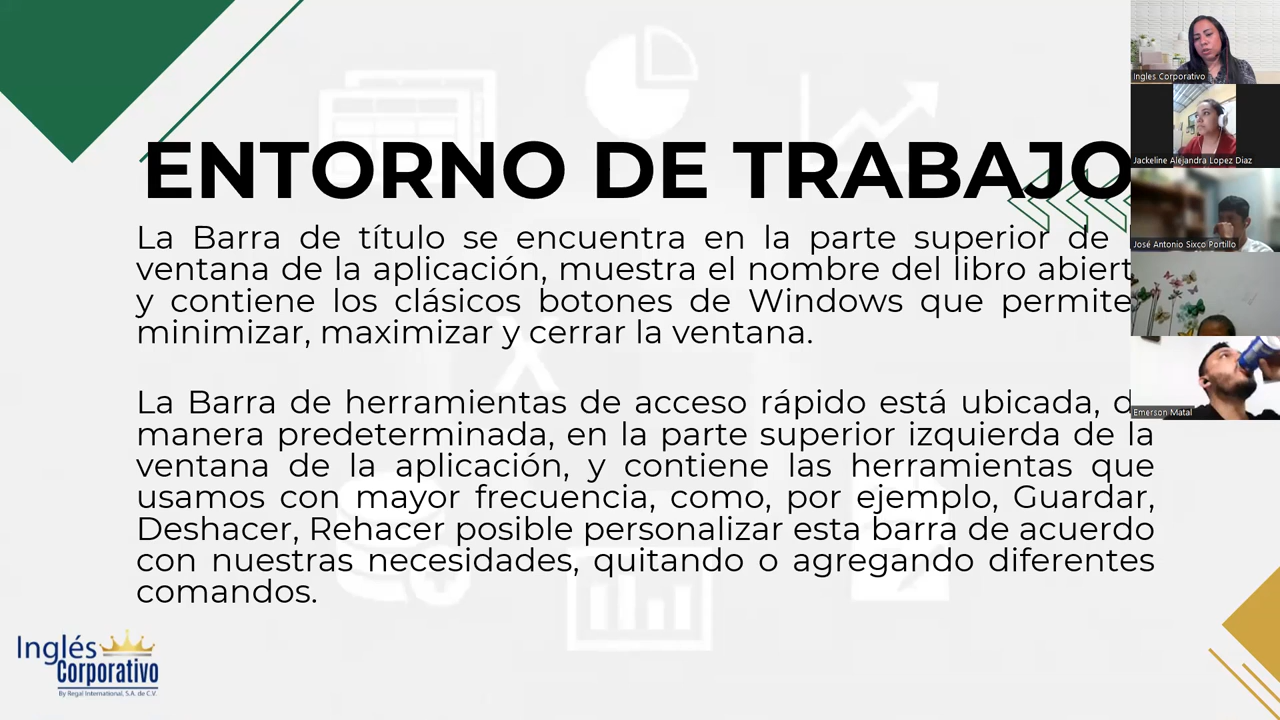 ENTORNO DE TRABAJO
La Barra de título se encuentra en la parte superior de
ventana de la aplicación, muestra el nombre del libro abiert
y contiene los clásicos botones de Windows que permite
minimizar, maximizar y cerrar la ventana.
La Barra de herramientas de acceso rápido está ubicada, d
manera predeterminada, en la parte superior izquierda de la
ventana de la aplicación, y contiene las herramientas que
usamos con mayor frecuencia, como, por ejemplo, Guardar,
Deshacer, Rehacer posible personalizar esta barra de acuerdo
con nuestras necesidades, quitando o agregando diferentes
comandos.
Inglés
Corporativo
By Regal International, S.A. de C.V.
Ingles Corporativo
Jackeline Alejandra Lopez Diaz
José Antonio Sixco Portillo
Emerson Matal